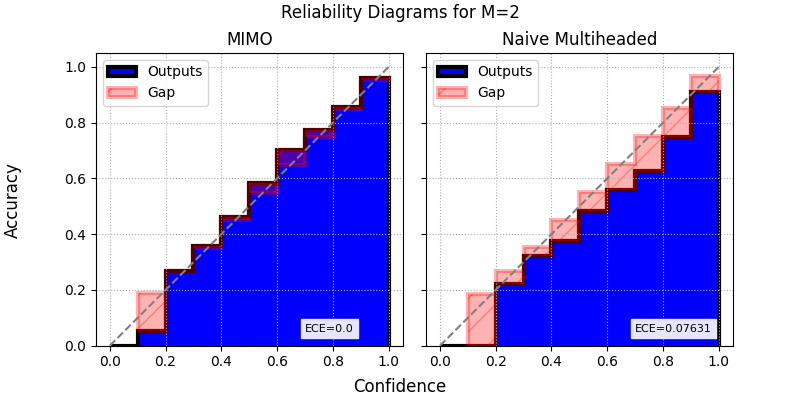 Reliability Diagrams for M=2
MIMO
Naive Multiheaded
Accuracy
1.0
0.8
0.6
0.4
0.2
0.0
Outputs
Gap
ECE=0.0
0.0 0.2 0.4 0.6 0.8 1.0
Outputs
Gap
ECE=0.07631
0.0 0.2 0.4 0.6 0.8 1.0
Confidence